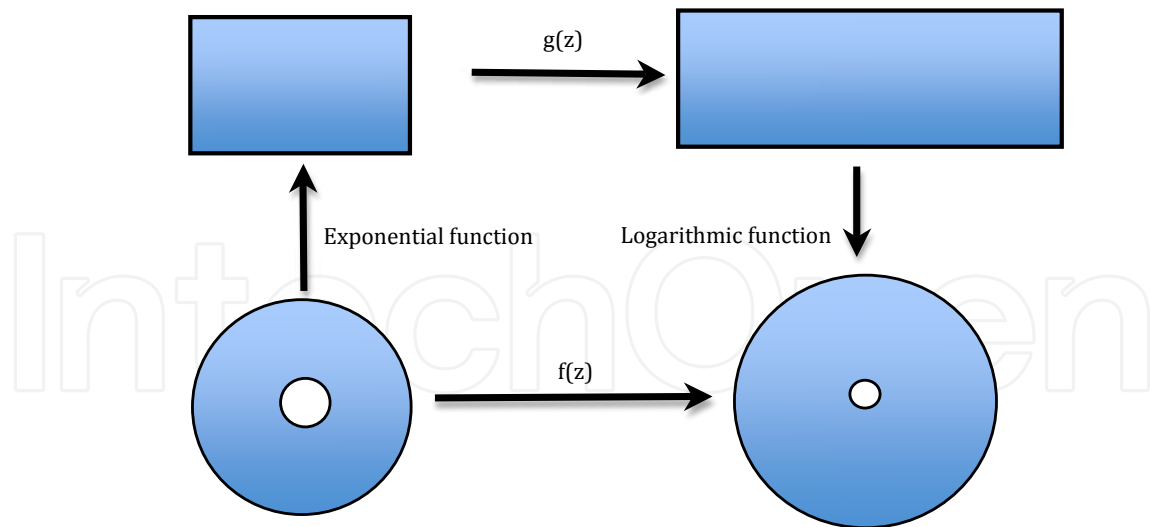 g(z)
Exponential function
Logarithmic function
IntechOpen
f(z)